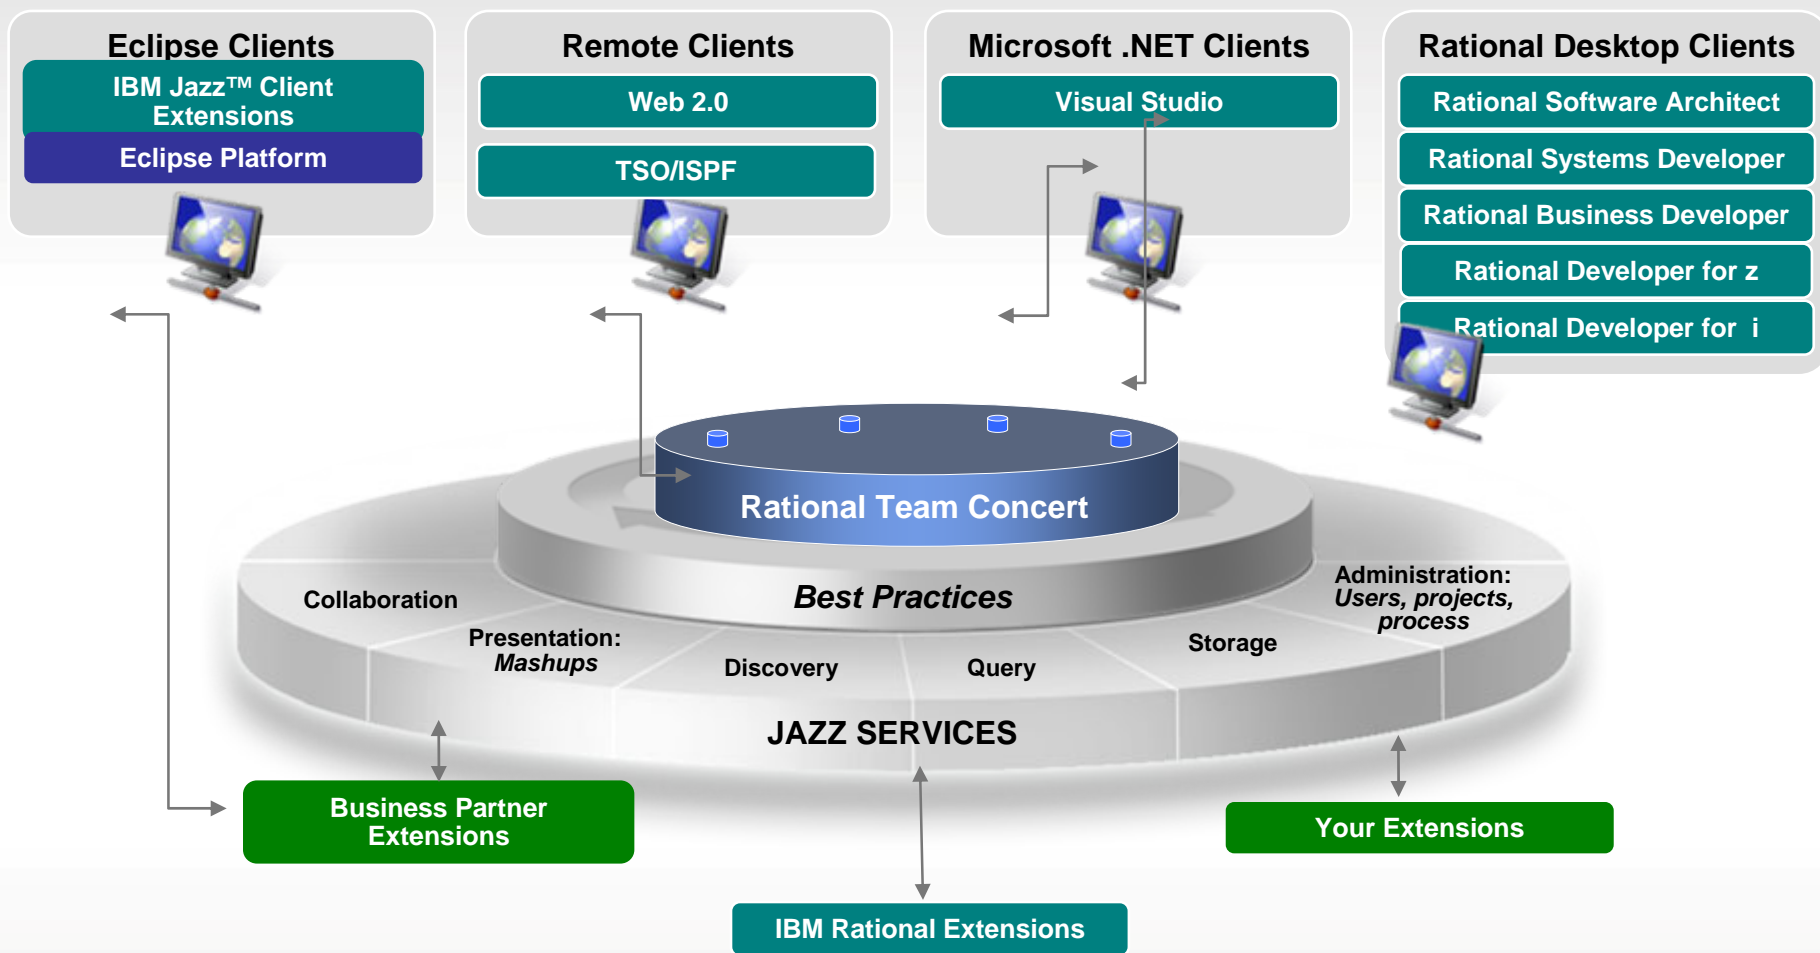 Eclipse Clients
IBM Jazz™ Client
Extensions
Eclipse Platform
Remote Clients
Web 2.0
TSO/ISPF
Microsoft .NET Clients
Visual Studio
Rational Desktop Clients
Rational Software Architect
Rational Systems Developer
Rational Business Developer
Rational Developer for z
Rational Developer for i
Rational Team Concert
Best Practices
Collaboration
Presentation:
Mashups
Discovery
Query
Storage
Administration:
Users, projects,
process
JAZZ SERVICES
Business Partner
Extensions
Your Extensions
IBM Rational Extensions